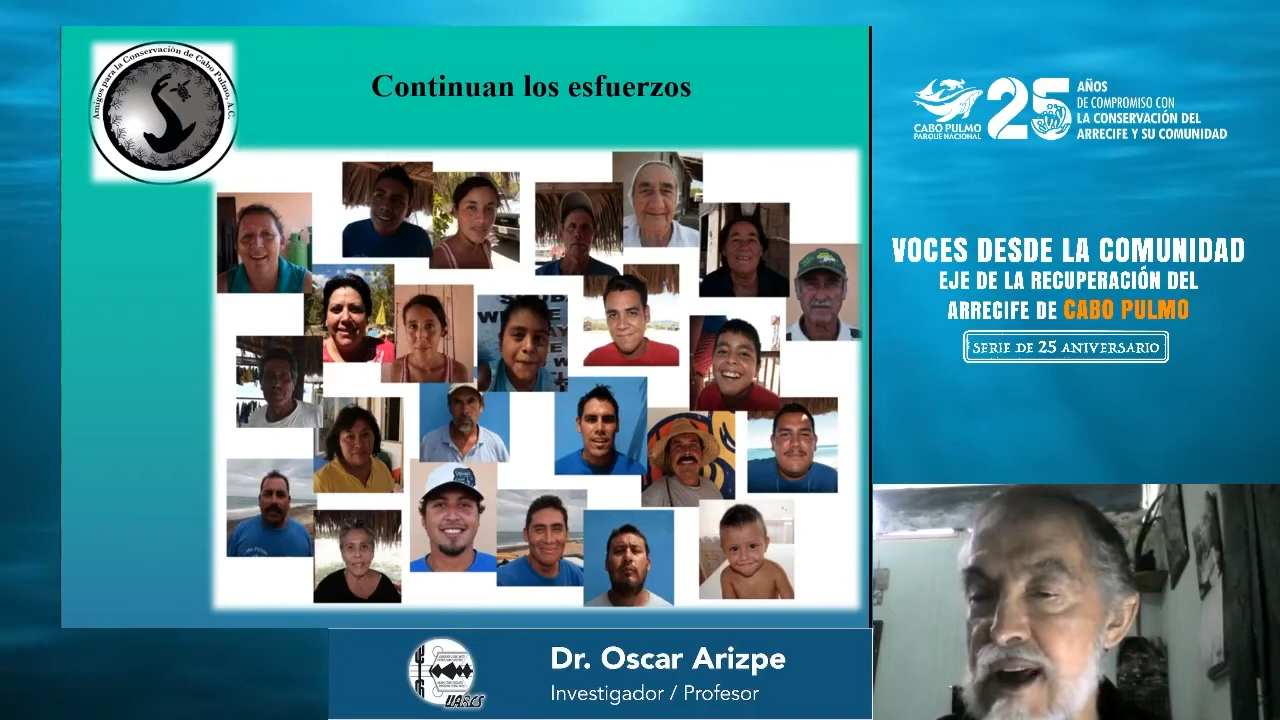 Amigos para la Conservación de Cabo Pulmo, A.C.
Continuan los esfuerzos
CABO PULMO
PARQUE NACIONAL
25
AÑOS
DE COMPROMISO CON
LA CONSERVACIÓN DEL
ARRECIFE Y SU COMUNIDAD
VOCES DESDE LA COMUNIDAD
EJE DE LA RECUPERACIÓN DEL
ARRECIFE DE CABO PULMO
SERIE DE 25 ANIVERSARIO
Dr. Oscar Arizpe
Investigador / Profesor
UABCS